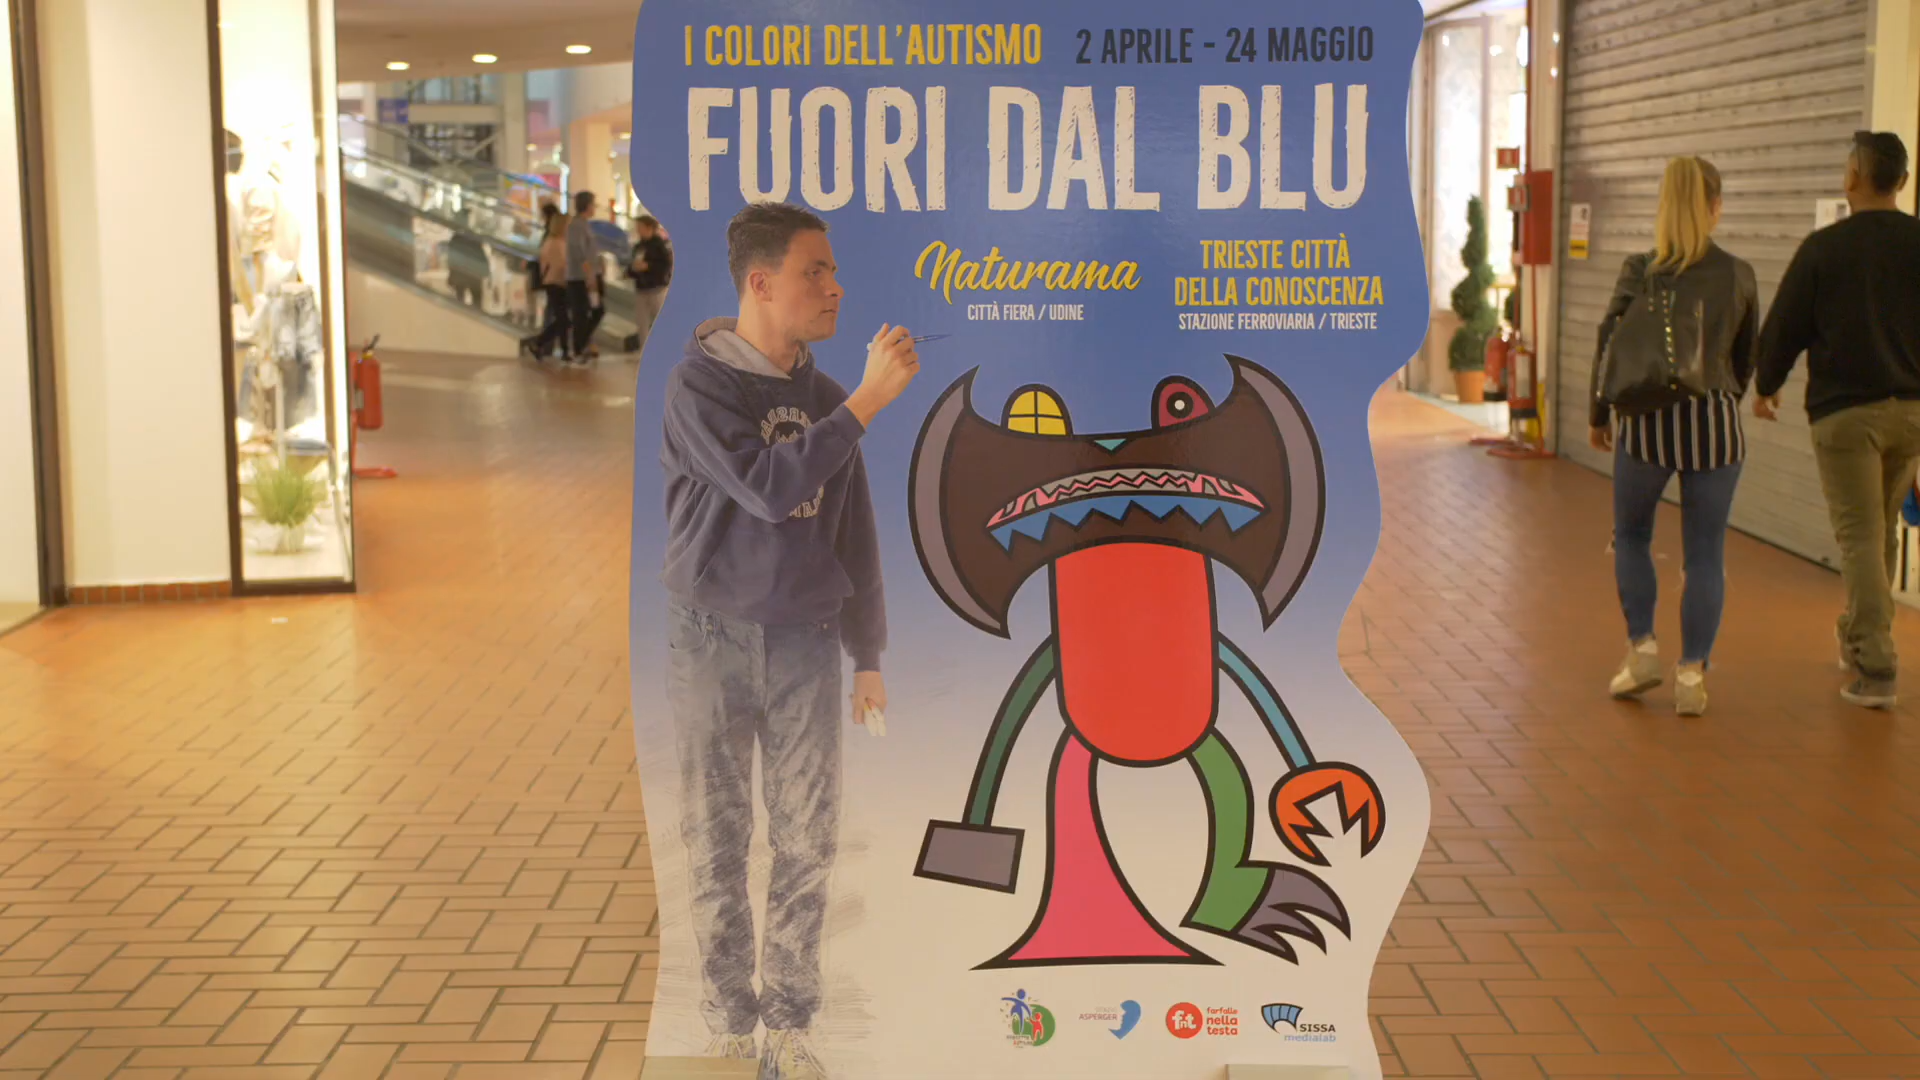 I COLORI DELL'AUTISMO 2 APRILE - 24 MAGGIO
FUORI DAL BLU
Naturama
CITTÀ FIERA / UDINE
TRIESTE CITTÀ
DELLA CONOSCENZA
STAZIONE FERROVIARIA / TRIESTE
ASPERGER
fnt
farfalle
nella
testa
SISSA
medialab